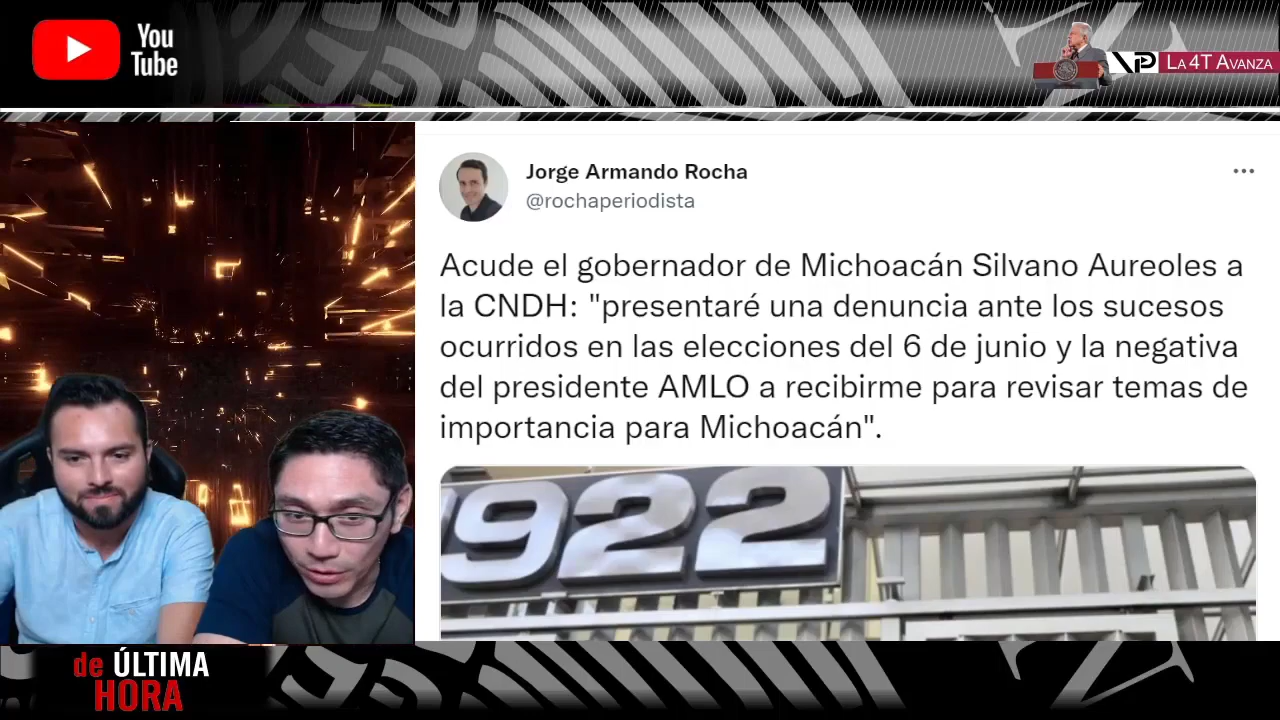 You
Tube
VP LA 4T AVANZA
Jorge Armando Rocha
@rochaperiodista
Acude el gobernador de Michoacán Silvano Aureoles a
la CNDH: "presentaré una denuncia ante los sucesos
ocurridos en las elecciones del 6 de junio y la negativa
del presidente AMLO a recibirme para revisar temas de
importancia para Michoacán".
1922
de ÚLTIMA
HORA